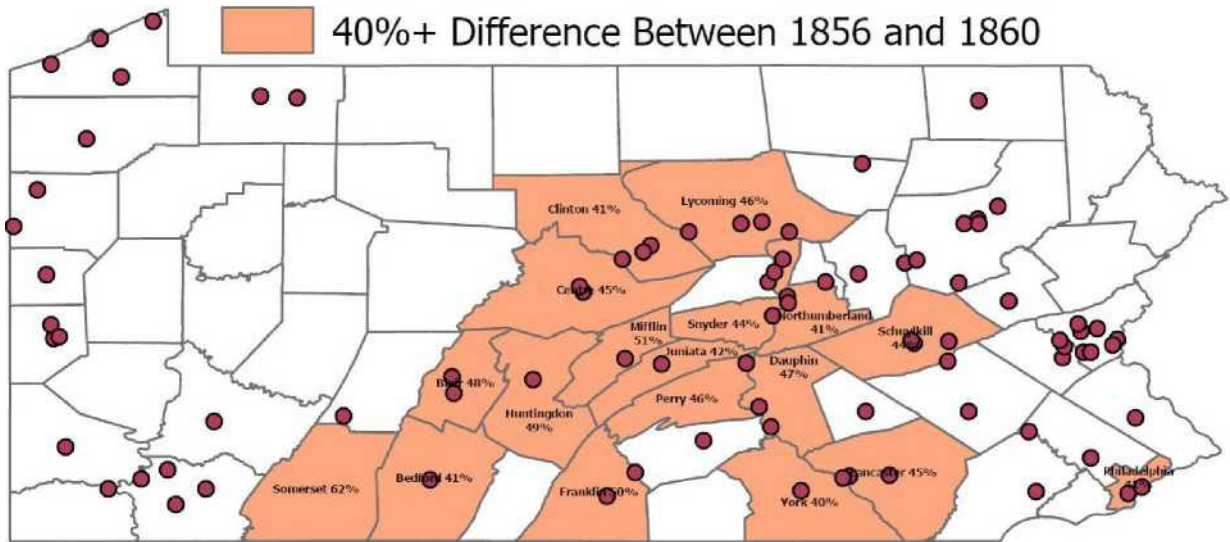 40%+ Difference Between 1856 and 1860
Clinton 41%
Lycoming 46%
Centre 45%
Mifflin
51%
Snyder 44%
Northumberland
41%
Schuylkill
Juniata 42%
Dauphin
47%
Blair 48%
Huntingdon
49%
Perry 46%
Somerset 62%
Bedford 41%
Franklin
York 40%
Lancaster 45%
Philadelphia